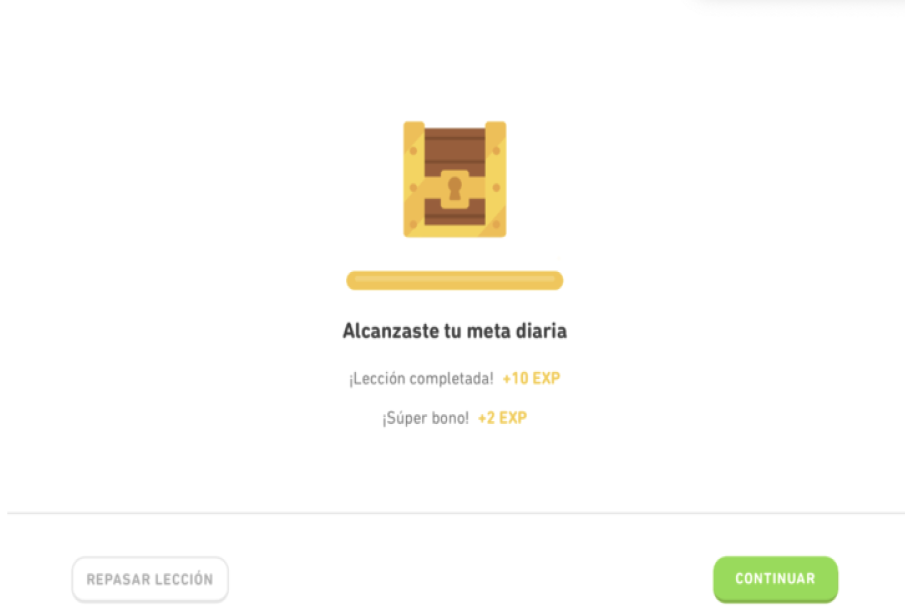 Alcanzaste tu meta diaria
¡Lección completada! +10 EXP
¡Súper bono! +2 EXP
REPASAR LECCIÓN
CONTINUAR